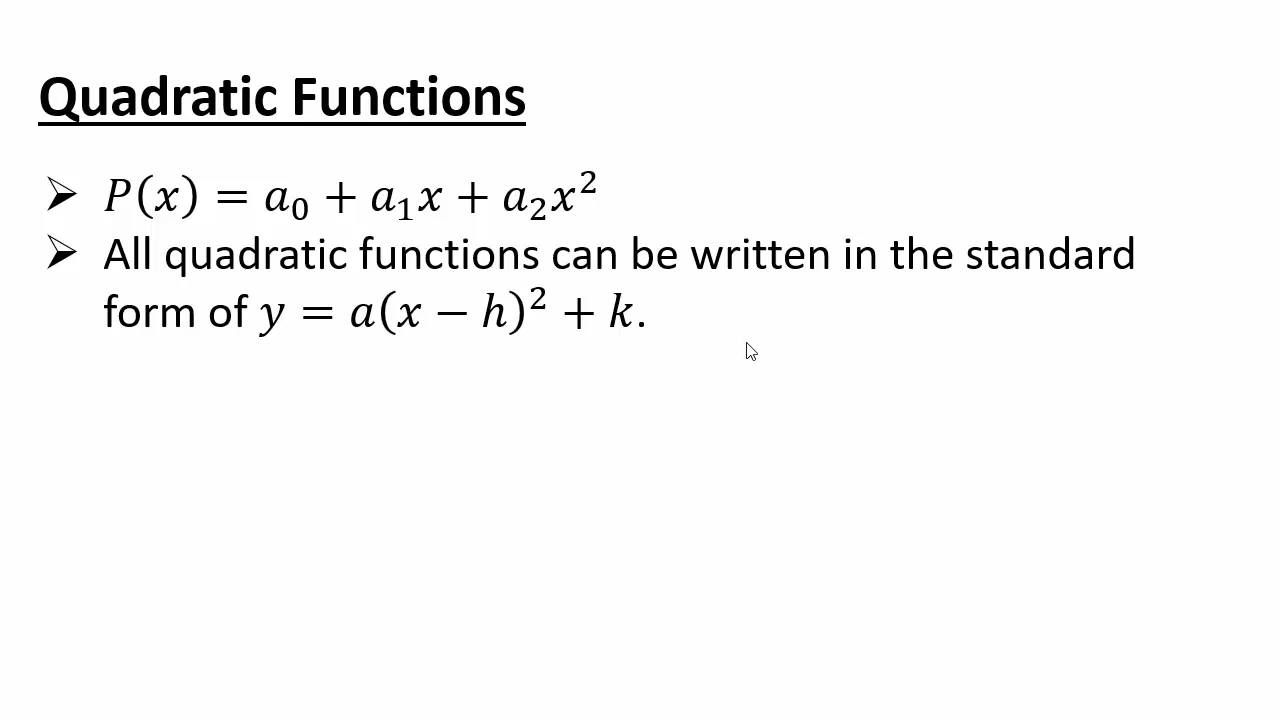 Quadratic Functions
➢ P(x) = a₀ + a₁x + a₂x²
➢ All quadratic functions can be written in the standard
form of y = a(x − h)² + k.